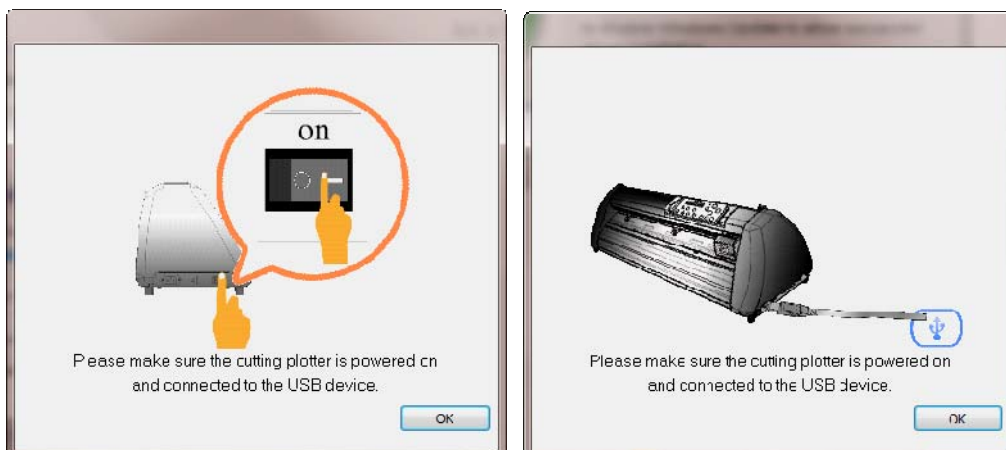 on
Please make sure the cutting plotter is powered on
and connected to the USB device.
OK
Please make sure the cutting plotter is powered on
and connected to the USB device.
OK